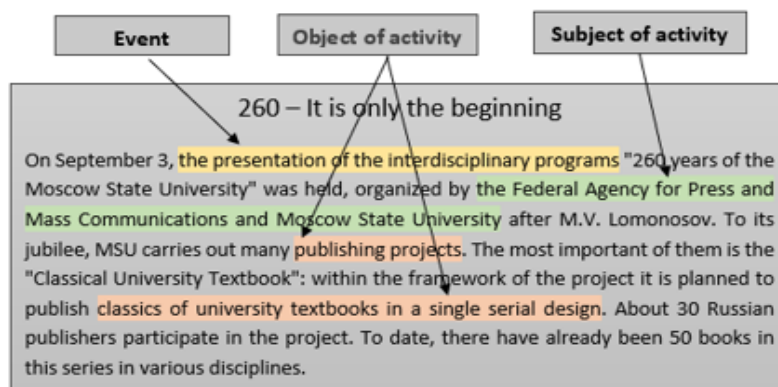 Event
Object of activity
Subject of activity
260 – It is only the beginning
On September 3, the presentation of the interdisciplinary programs "260 years of the
Moscow State University" was held, organized by the Federal Agency for Press and
Mass Communications and Moscow State University after M.V. Lomonosov. To its
jubilee, MSU carries out many publishing projects. The most important of them is the
"Classical University Textbook": within the framework of the project it is planned to
publish classics of university textbooks in a single serial design. About 30 Russian
publishers participate in the project. To date, there have already been 50 books in
this series in various disciplines.